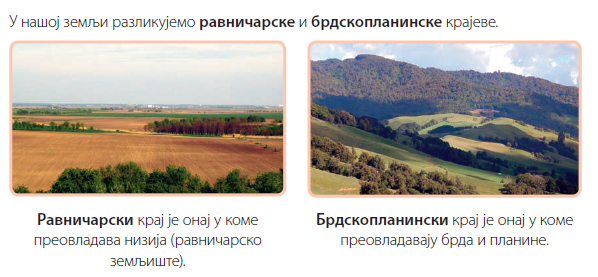 У нашој земљи разликујемо равничарске и брдскопланинске крајеве.
Равничарски крај је онај у коме
преовладава низија (равничарско
земљиште).
Брдскопланински крај је онај у коме
преовладавају брда и планине.